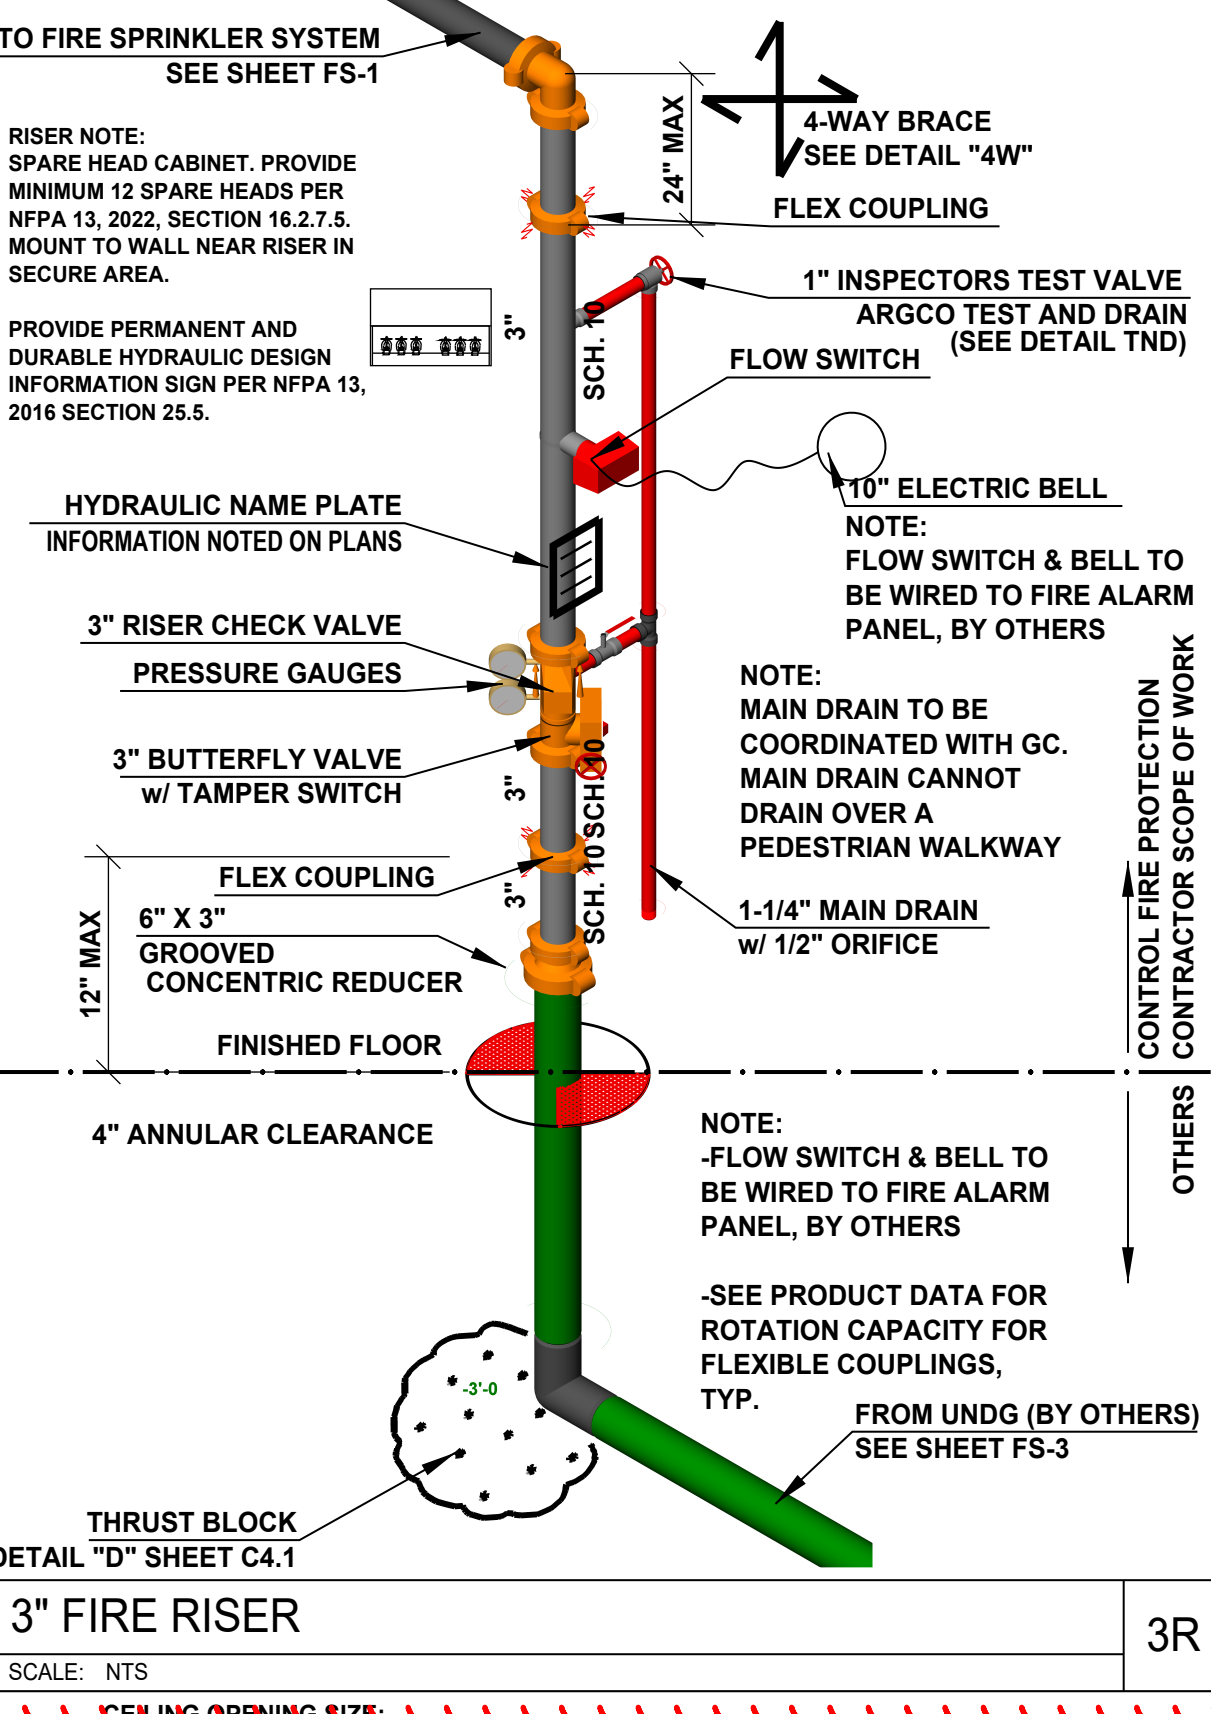 TO FIRE SPRINKLER SYSTEM
SEE SHEET FS-1
RISER NOTE:
SPARE HEAD CABINET. PROVIDE
MINIMUM 12 SPARE HEADS PER
NFPA 13, 2022, SECTION 16.2.7.5.
MOUNT TO WALL NEAR RISER IN
SECURE AREA.
PROVIDE PERMANENT AND
DURABLE HYDRAULIC DESIGN
INFORMATION SIGN PER NFPA 13,
2016 SECTION 25.5.
24" MAX
4-WAY BRACE
SEE DETAIL "4W"
FLEX COUPLING
1" INSPECTORS TEST VALVE
ARGCO TEST AND DRAIN
(SEE DETAIL TND)
3"
SCH. 10
FLOW SWITCH
10" ELECTRIC BELL
NOTE:
FLOW SWITCH & BELL TO
BE WIRED TO FIRE ALARM
PANEL, BY OTHERS
HYDRAULIC NAME PLATE
INFORMATION NOTED ON PLANS
3" RISER CHECK VALVE
PRESSURE GAUGES
3" BUTTERFLY VALVE
w/ TAMPER SWITCH
NOTE:
MAIN DRAIN TO BE
COORDINATED WITH GC.
MAIN DRAIN CANNOT
DRAIN OVER A
PEDESTRIAN WALKWAY
3"
SCH. 10
FLEX COUPLING
3"
SCH. 10
6" X 3"
GROOVED
CONCENTRIC REDUCER
12" MAX
1-1/4" MAIN DRAIN
w/ 1/2" ORIFICE
CONTROL FIRE PROTECTION
CONTRACTOR SCOPE OF WORK
OTHERS
FINISHED FLOOR
4" ANNULAR CLEARANCE
NOTE:
-FLOW SWITCH & BELL TO
BE WIRED TO FIRE ALARM
PANEL, BY OTHERS
-SEE PRODUCT DATA FOR
ROTATION CAPACITY FOR
FLEXIBLE COUPLINGS,
TYP.
-3'-0
FROM UNDG (BY OTHERS)
SEE SHEET FS-3
THRUST BLOCK
DETAIL "D" SHEET C4.1
3" FIRE RISER
3R
SCALE: NTS
CEILING OPENING SIZE: